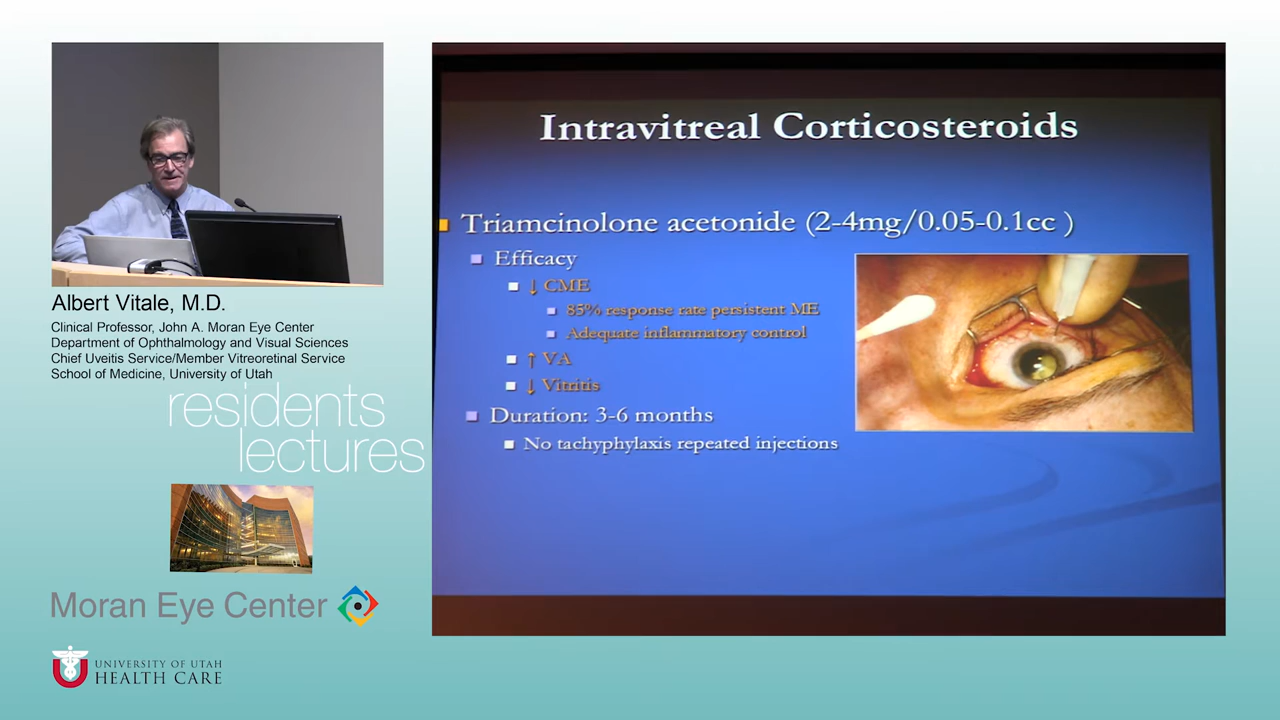 Albert Vitale, M.D.
Clinical Professor, John A. Moran Eye Center
Department of Ophthalmology and Visual Sciences
Chief Uveitis Service/Member Vitreoretinal Service
School of Medicine, University of Utah
residents
lectures
Moran Eye Center
UNIVERSITY OF UTAH
HEALTH CARE
Intravitreal Corticosteroids
Triamcinolone acetonide (2-4mg/0.05-0.1cc )
Efficacy
↓ CME
85% response rate persistent ME
Adequate inflammatory control
↑ VA
↓ Vitritis
Duration: 3-6 months
No tachyphylaxis repeated injections